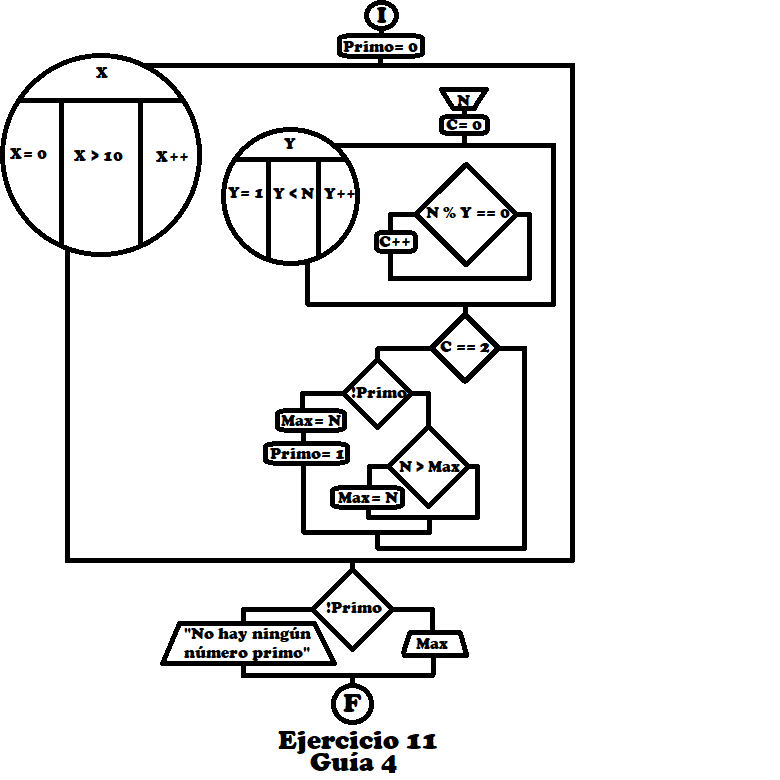 I
Primo= 0
X
X= 0
X > 10
X++
N
C= 0
Y
Y= 1
Y < N
Y++
N % Y == 0
C++
C == 2
!Primo
Max= N
Primo= 1
N > Max
Max= N
!Primo
"No hay ningún
número primo"
Max
F
Ejercicio 11
Guía 4